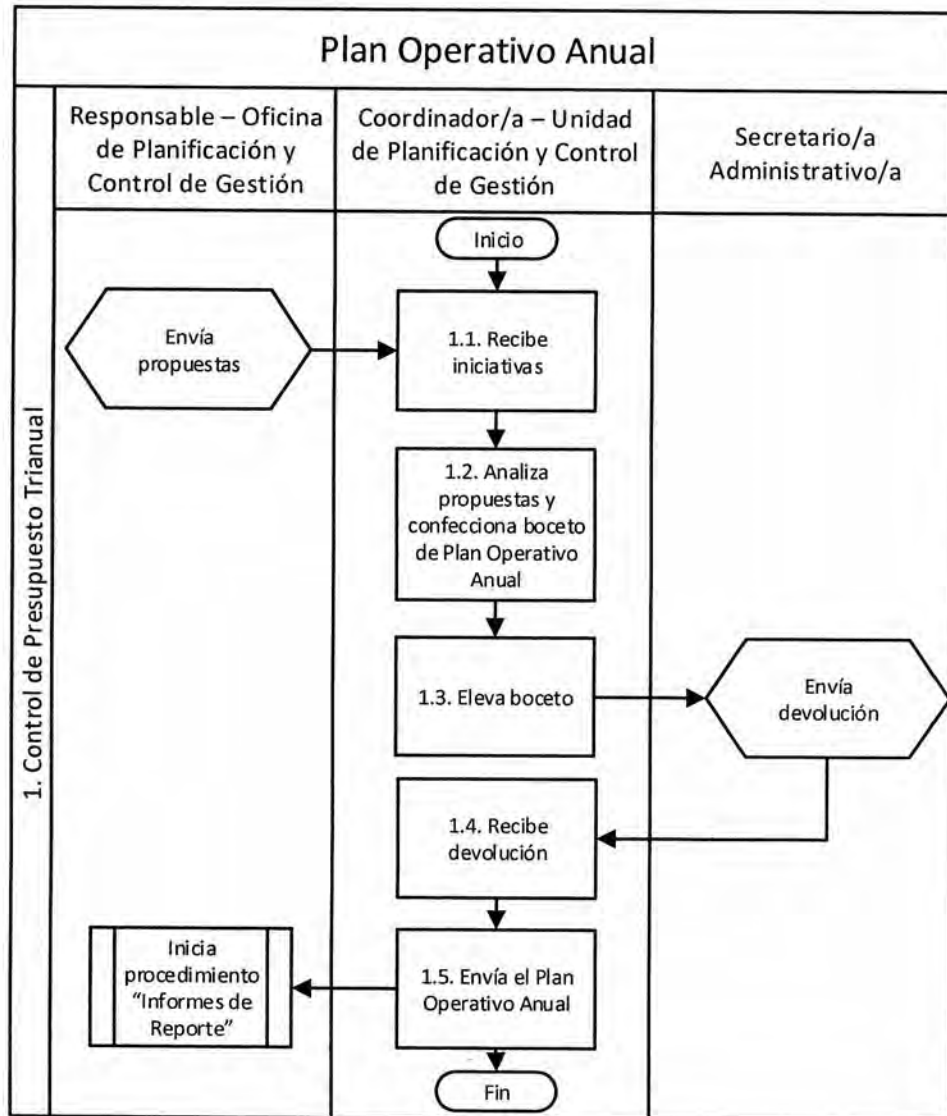 Plan Operativo Anual
Responsable – Oficina
de Planificación y
Control de Gestión
Coordinador/a – Unidad
de Planificación y Control
de Gestión
Secretario/a
Administrativo/a
1. Control de Presupuesto Trianual
Inicio
Envía
propuestas
1.1. Recibe
iniciativas
1.2. Analiza
propuestas y
confecciona boceto
de Plan Operativo
Anual
1.3. Eleva boceto
Envía
devolución
1.4. Recibe
devolución
Inicia
procedimiento
“Informes de
Reporte”
1.5. Envía el Plan
Operativo Anual
Fin